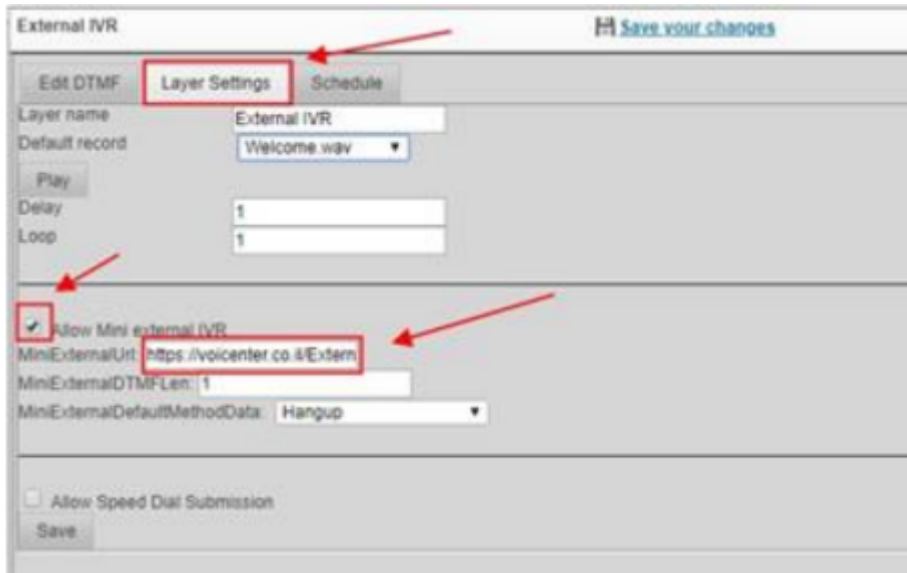 External IVR Save your changes
Edit DTMF Layer Settings Schedule
Layer name External IVR
Default record Welcome.wav
Play
Delay 1
Loop 1
Allow Mini external IVR
MiniExternalUrl: https://voicenter.co.il/Extern
MiniExternalDTMFLen: 1
MiniExternalDefaultMethodData: Hangup
Allow Speed Dial Submission
Save